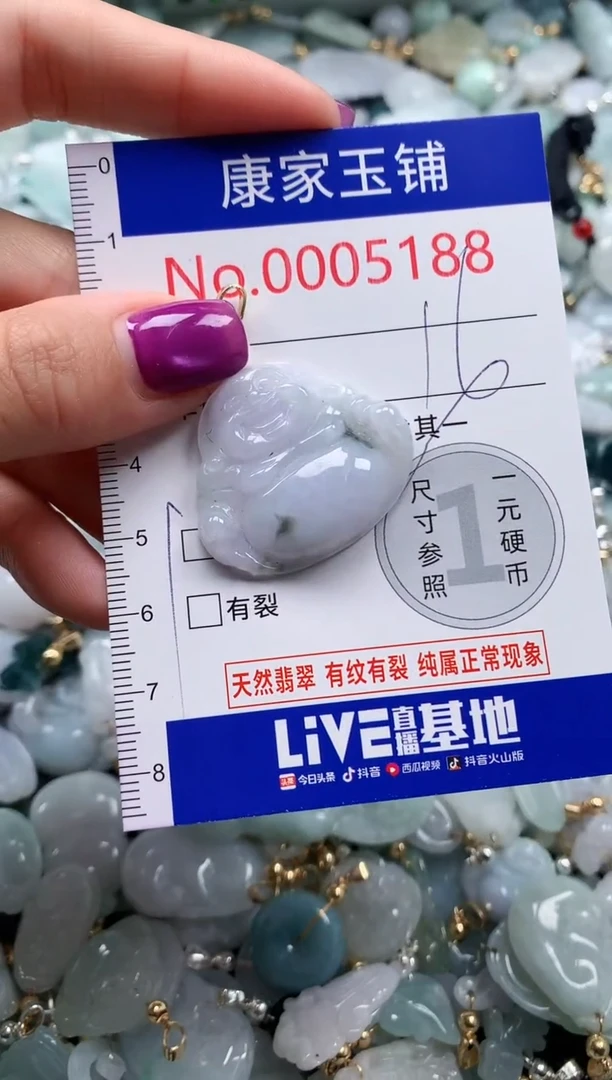 0
康家玉铺
1
No.0005188
16
其一
4
尺寸参照
1
一元硬币
5
6
有裂
天然翡翠 有纹有裂 纯属正常现象
7
LiVE直播基地
8
头条 今日头条 抖音 西瓜视频 抖音火山版